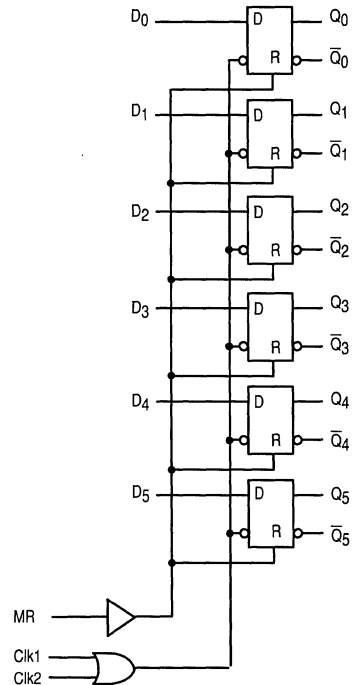 D0 D Q0
R Q̅0
D1 D Q1
R Q̅1
D2 D Q2
R Q̅2
D3 D Q3
R Q̅3
D4 D Q4
R Q̅4
D5 D Q5
R Q̅5
MR
Clk1
Clk2